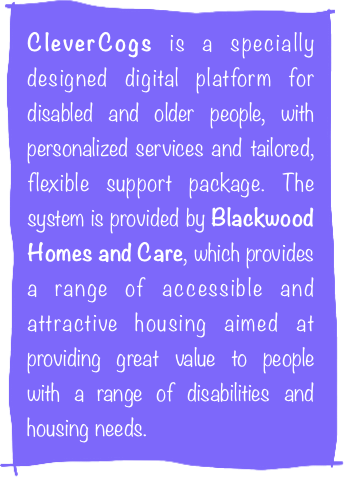 CleverCogs is a specially
designed digital platform for
disabled and older people, with
personalized services and tailored,
flexible support package. The
system is provided by Blackwood
Homes and Care, which provides
a range of accessible and
attractive housing aimed at
providing great value to people
with a range of disabilities and
housing needs.